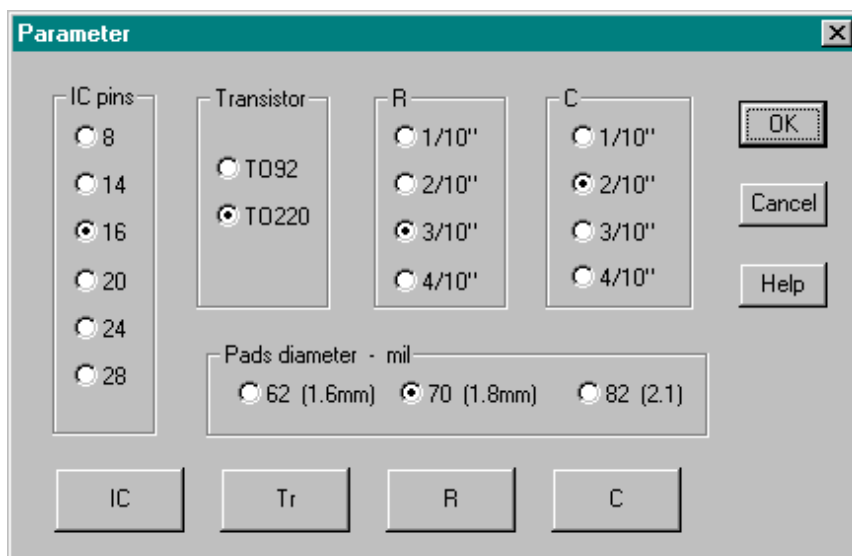 Parameter
IC pins
8
14
16
20
24
28
Transistor
TO92
TO220
R
1/10"
2/10"
3/10"
4/10"
C
1/10"
2/10"
3/10"
4/10"
OK
Cancel
Help
Pads diameter - mil
62 (1.6mm) 70 (1.8mm) 82 (2.1)
IC
Tr
R
C